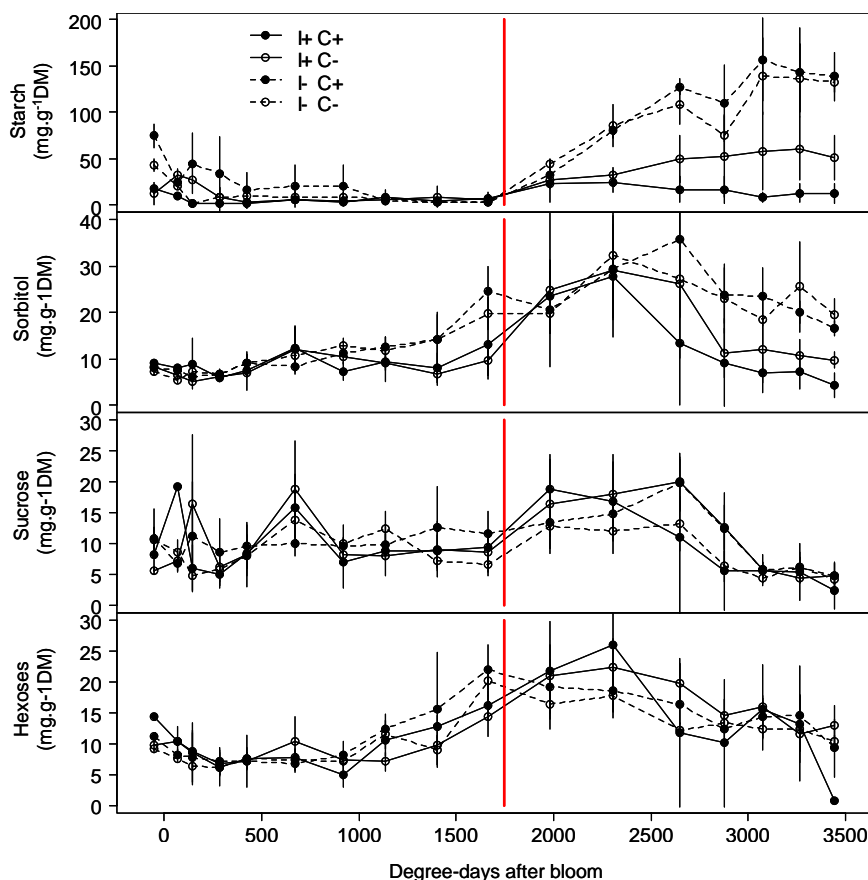 I+ C+
I+ C-
I- C+
I- C-
Starch
(mg.g-1DM)
200
150
100
50
0
Sorbitol
(mg.g-1DM)
40
30
20
10
0
Sucrose
(mg.g-1DM)
30
25
20
15
10
5
0
Hexoses
(mg.g-1DM)
30
25
20
15
10
5
0
0 500 1000 1500 2000 2500 3000 3500
Degree-days after bloom